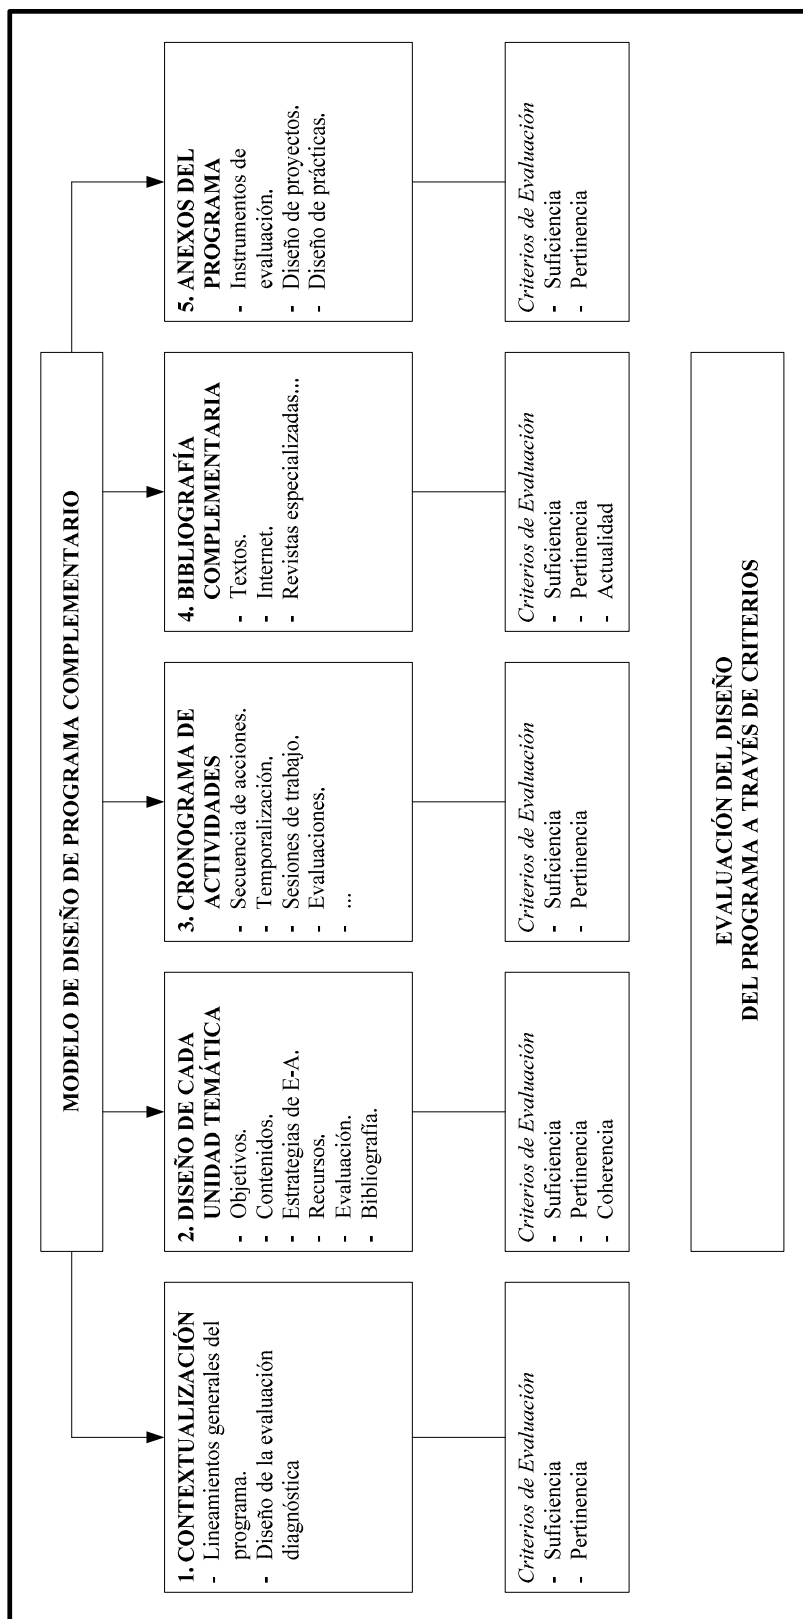 MODELO DE DISEÑO DE PROGRAMA COMPLEMENTARIO
1. CONTEXTUALIZACIÓN
- Lineamientos generales del
programa.
- Diseño de la evaluación
diagnóstica
Criterios de Evaluación
- Suficiencia
- Pertinencia
2. DISEÑO DE CADA
UNIDAD TEMÁTICA
- Objetivos.
- Contenidos.
- Estrategias de E-A.
- Recursos.
- Evaluación.
- Bibliografía.
Criterios de Evaluación
- Suficiencia
- Pertinencia
- Coherencia
3. CRONOGRAMA DE
ACTIVIDADES
- Secuencia de acciones.
- Temporalización.
- Sesiones de trabajo.
- Evaluaciones.
- ...
Criterios de Evaluación
- Suficiencia
- Pertinencia
4. BIBLIOGRAFÍA
COMPLEMENTARIA
- Textos.
- Internet.
- Revistas especializadas...
Criterios de Evaluación
- Suficiencia
- Pertinencia
- Actualidad
5. ANEXOS DEL
PROGRAMA
- Instrumentos de
evaluación.
- Diseño de proyectos.
- Diseño de prácticas.
Criterios de Evaluación
- Suficiencia
- Pertinencia
EVALUACIÓN DEL DISEÑO
DEL PROGRAMA A TRAVÉS DE CRITERIOS